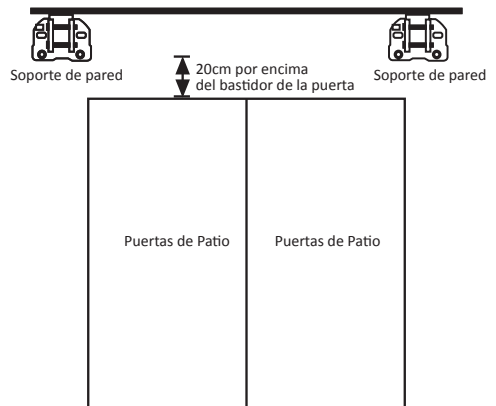 Soporte de pared
20cm por encima
del bastidor de la puerta
Soporte de pared
Puertas de Patio
Puertas de Patio